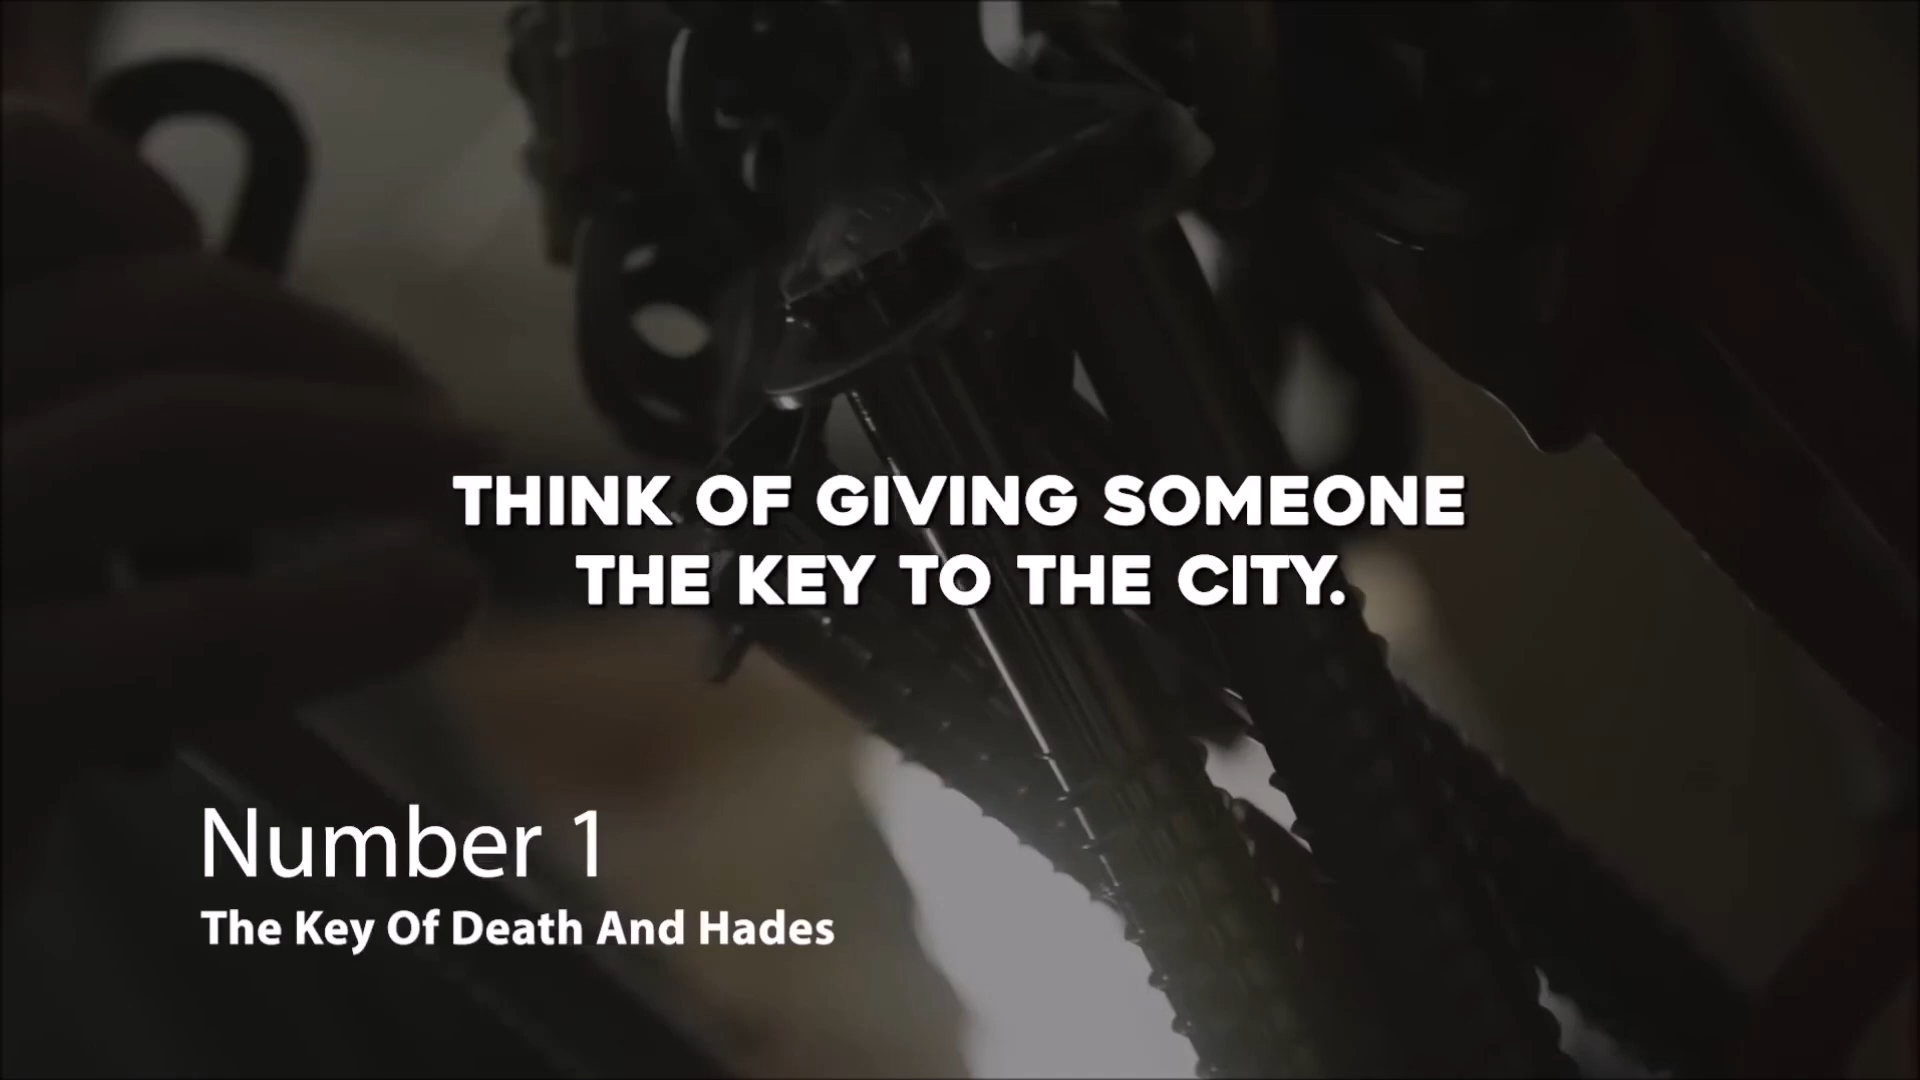 THINK OF GIVING SOMEONE
THE KEY TO THE CITY.
Number 1
The Key Of Death And Hades